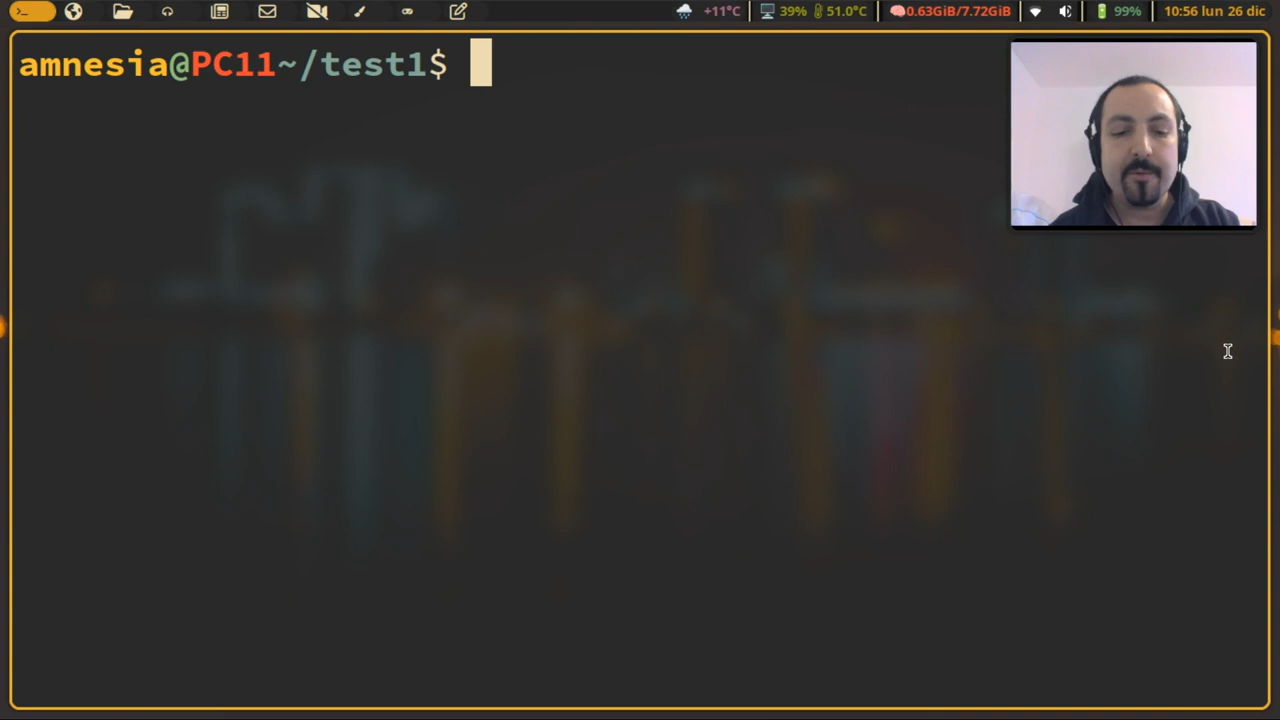 +11°C 39% 51.0°C 0.63GiB/7.72GiB 99% 10:56 lun 26 dic
amnesia@PC11~/test1$